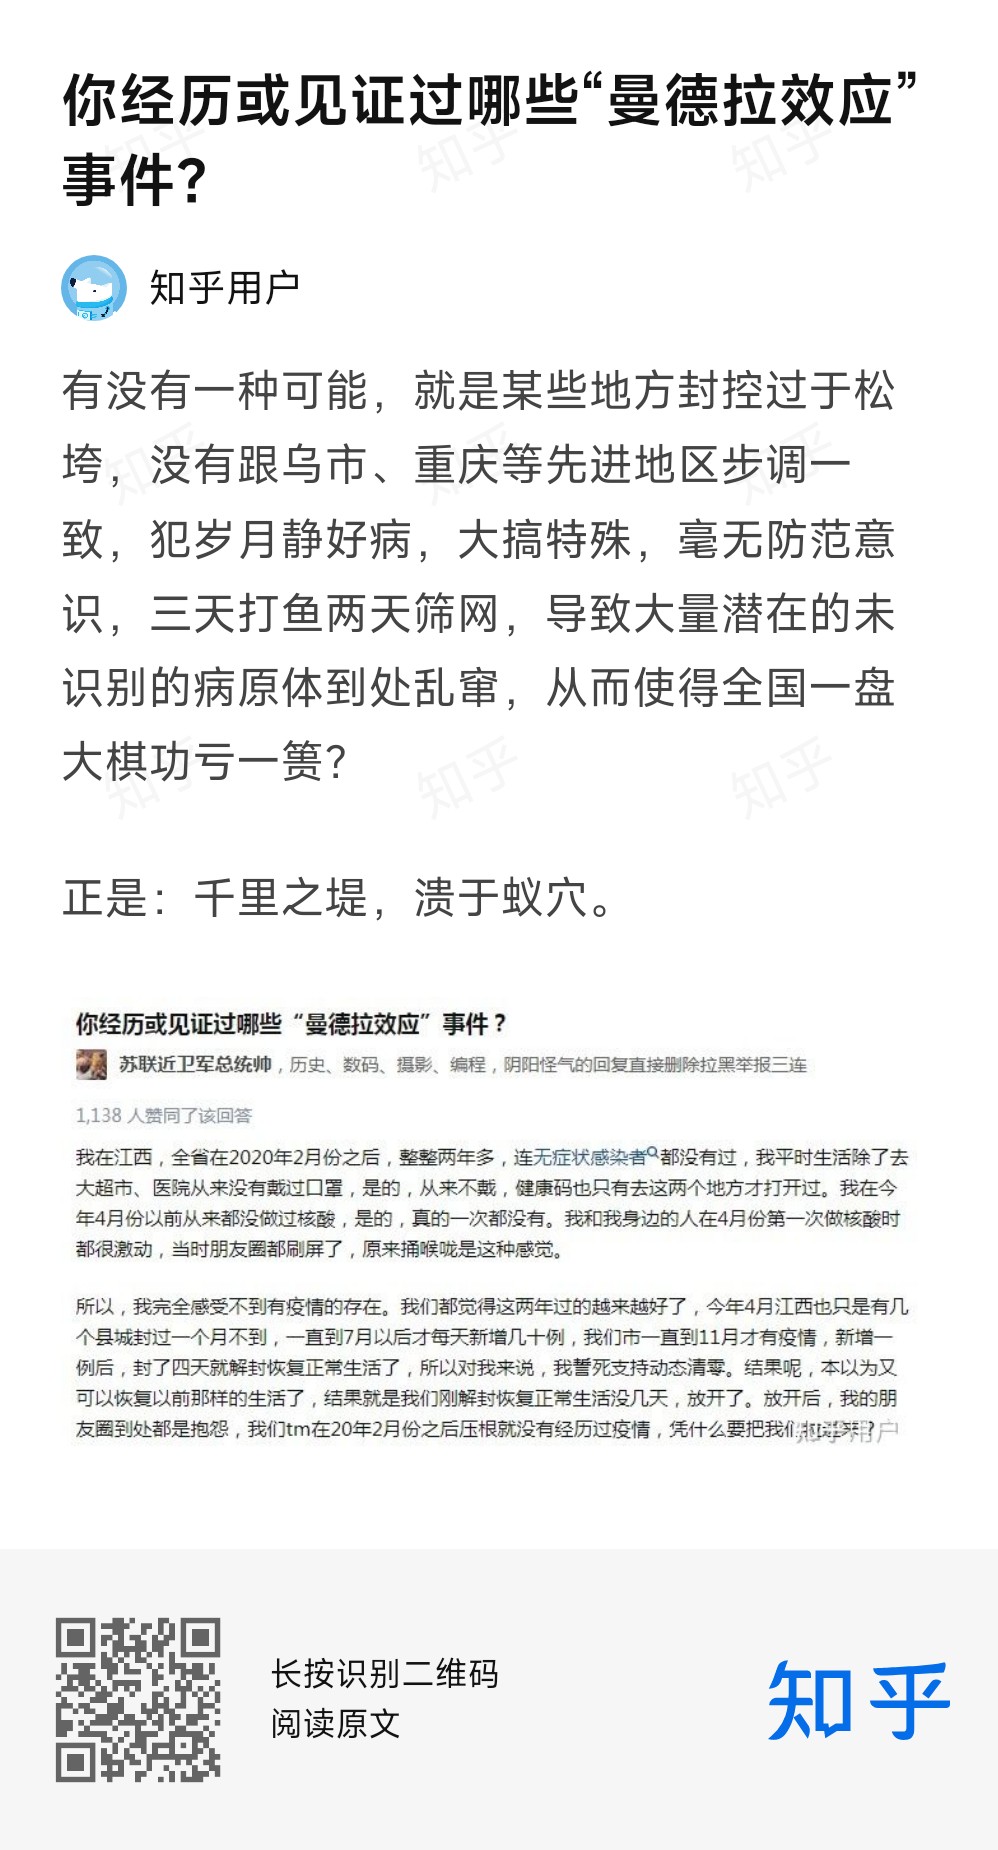 你经历或见证过哪些“曼德拉效应”
事件？
知乎用户
有没有一种可能，就是某些地方封控过于松
垮，没有跟乌市、重庆等先进地区步调一
致，犯岁月静好病，大搞特殊，毫无防范意
识，三天打鱼两天筛网，导致大量潜在的未
识别的病原体到处乱窜，从而使得全国一盘
大棋功亏一篑？
正是：千里之堤，溃于蚁穴。
你经历或见证过哪些“曼德拉效应”事件？
苏联近卫军总统帅，历史、数码、摄影、编程，阴阳怪气的回复直接删除拉黑举报三连
1,138 人赞同了该回答
我在江西，全省在2020年2月份之后，整整两年多，连无症状感染者都没有过，我平时生活除了去
大超市、医院从来没有戴过口罩，是的，从来不戴，健康码也只有去这两个地方才打开过。我在今
年4月份以前从来都没做过核酸，是的，真的一次都没有。我和我身边的人在4月份第一次做核酸时
都很激动，当时朋友圈都刷屏了，原来捅喉咙是这种感觉。
所以，我完全感受不到有疫情的存在。我们都觉得这两年过的越来越好了，今年4月江西也只是有几
个县城封过一个月不到，一直到7月以后才每天新增几十例，我们市一直到11月才有疫情，新增一
例后，封了四天就解封恢复正常生活了，所以对我来说，我誓死支持动态清零。结果呢，本以为又
可以恢复以前那样的生活了，结果就是我们刚解封恢复正常生活没几天，放开了。放开后，我的朋
友圈到处都是抱怨，我们tm在20年2月份之后压根就没有经历过疫情，凭什么要把我们
知乎用户
长按识别二维码
阅读原文
知乎